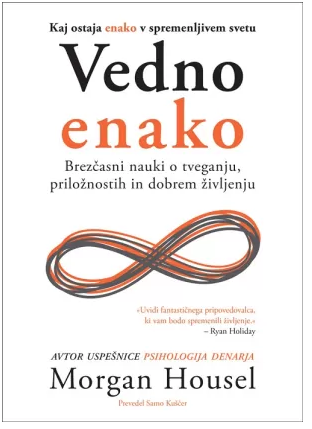 Kaj ostaja enako v spremenljivem svetu
Vedno
enako
Brezčasni nauki o tveganju,
priložnostih in dobrem življenju
»Uvidi fantastičnega pripovedovalca,
ki vam bodo spremenili življenje.«
– Ryan Holiday
AVTOR USPEŠNICE PSIHOLOGIJA DENARJA
Morgan Housel
Prevedel Samo Kuščer